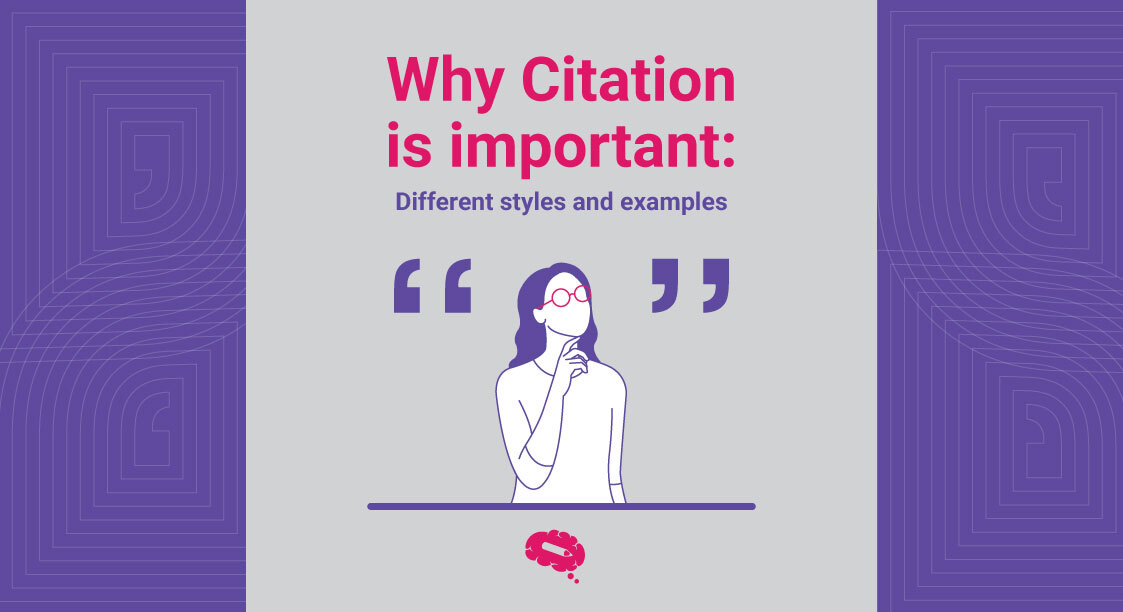 Why Citation
is important:
Different styles and examples
“ ”